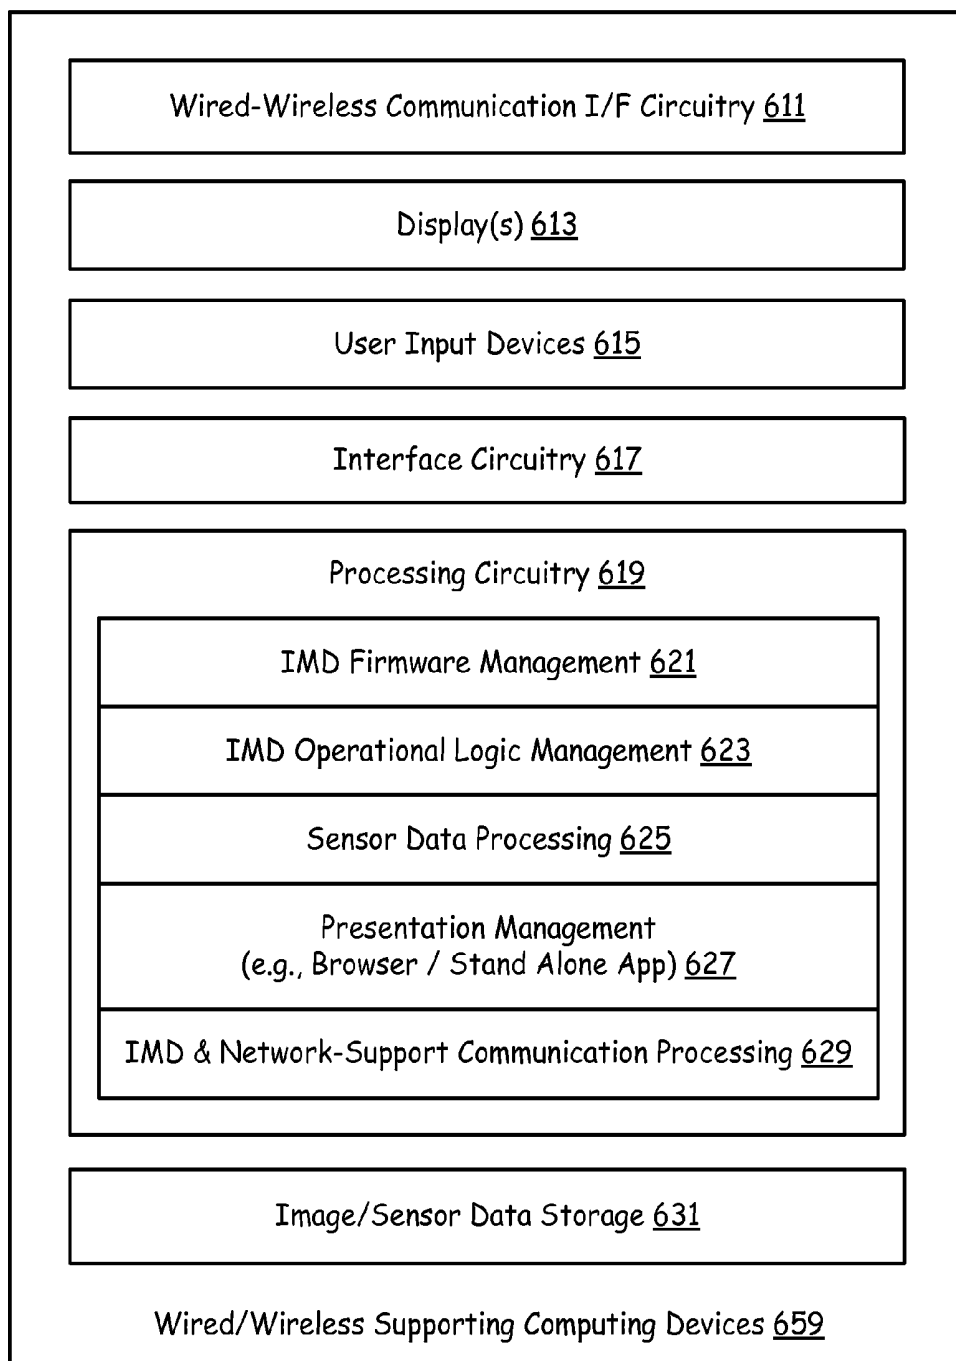 Wired-Wireless Communication I/F Circuitry 611
Display(s) 613
User Input Devices 615
Interface Circuitry 617
Processing Circuitry 619
IMD Firmware Management 621
IMD Operational Logic Management 623
Sensor Data Processing 625
Presentation Management
(e.g., Browser / Stand Alone App) 627
IMD & Network-Support Communication Processing 629
Image/Sensor Data Storage 631
Wired/Wireless Supporting Computing Devices 659